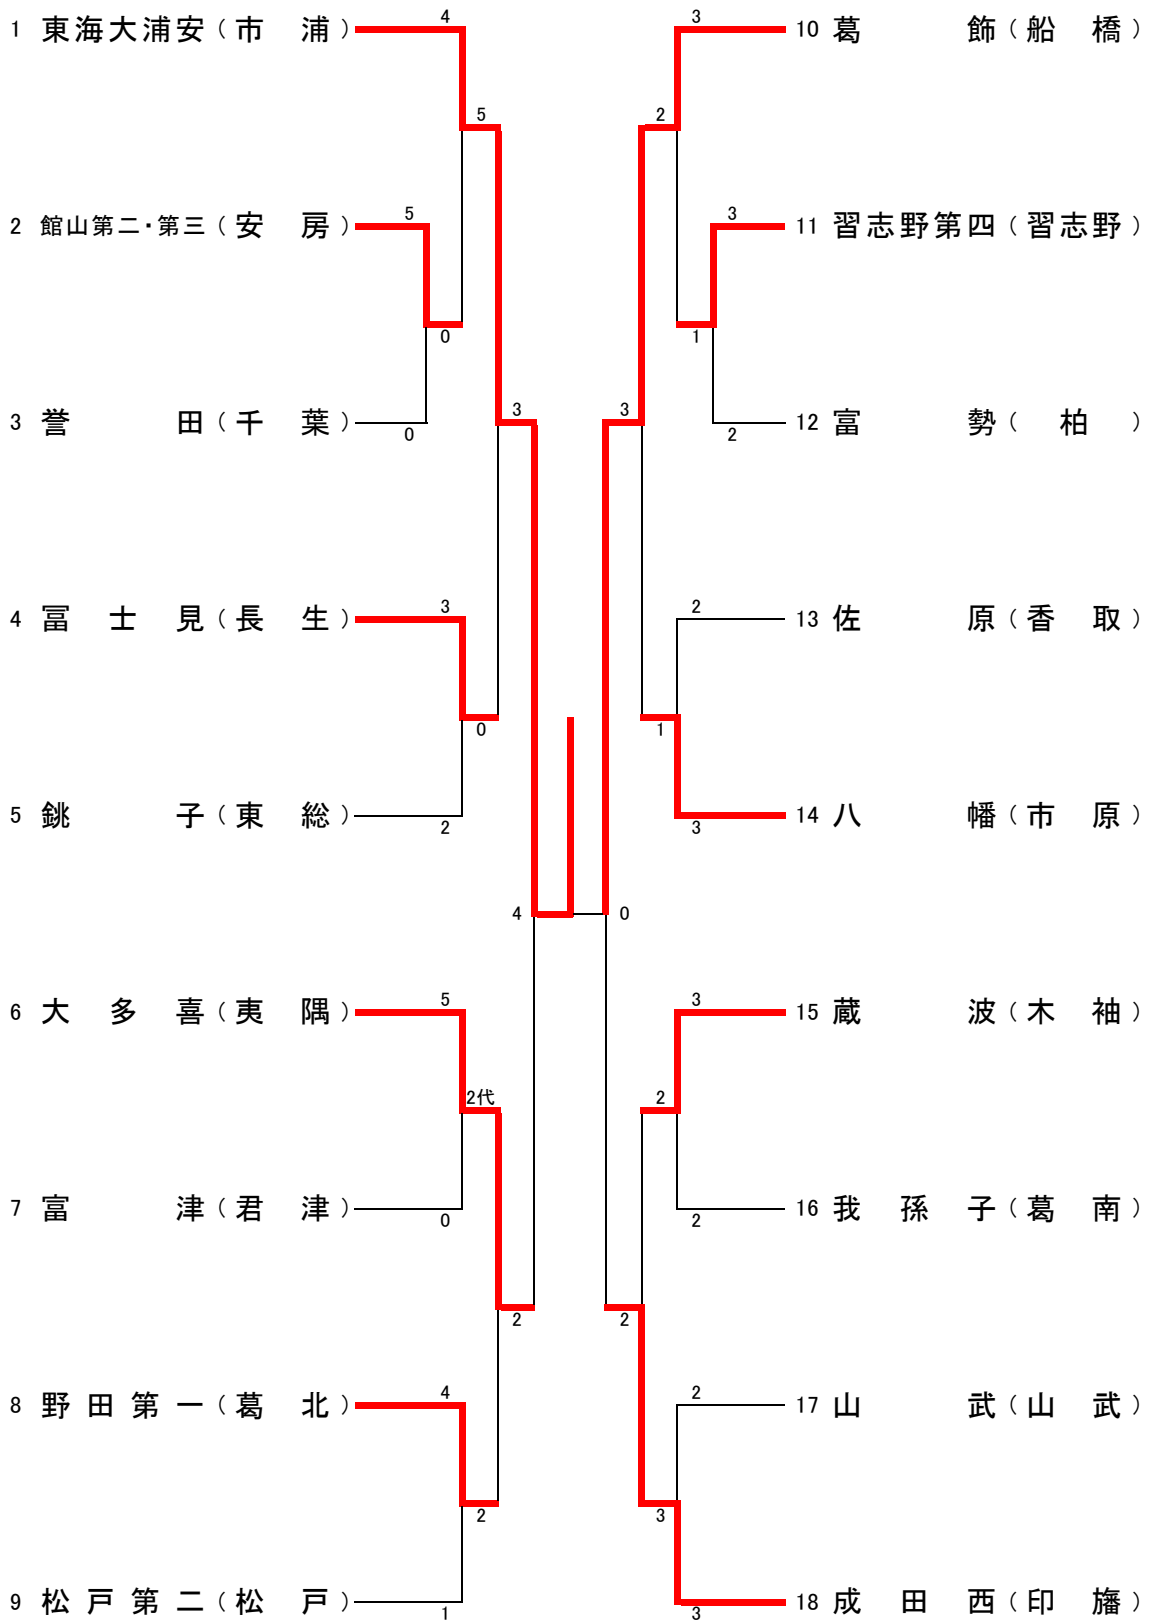 4
3
1 東海大浦安（市 浦）
10 葛 飾（船 橋）
5
2
5
3
2 館山第二・第三（安 房）
11 習志野第四（習志野）
0
1
3
3
3 誉 田（千 葉）
12 富 勢（ 柏 ）
0
2
3
2
4 冨 士 見（長 生）
13 佐 原（香 取）
0
1
5 銚 子（東 総）
14 八 幡（市 原）
2
3
4
0
5
3
6 大 多 喜（夷 隅）
15 蔵 波（木 袖）
2代
2
7 富 津（君 津）
16 我 孫 子（葛 南）
0
2
2
2
4
2
8 野田第一（葛 北）
17 山 武（山 武）
2
3
9 松戸第二（松 戸）
18 成 田 西（印 旛）
1
3